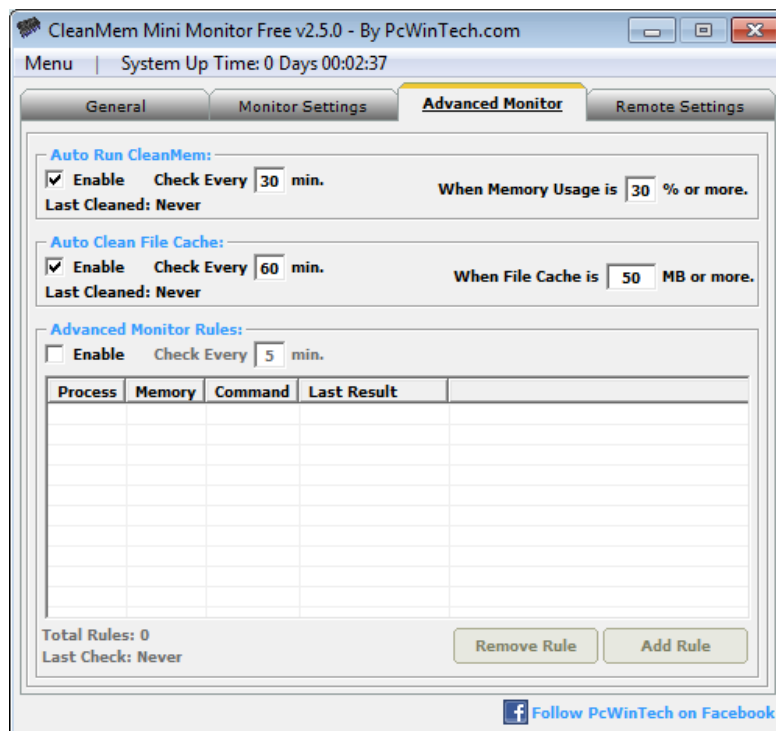 CleanMem Mini Monitor Free v2.5.0 - By PcWinTech.com
Menu | System Up Time: 0 Days 00:02:37
General Monitor Settings Advanced Monitor Remote Settings
Auto Run CleanMem:
Enable Check Every 30 min. When Memory Usage is 30 % or more.
Last Cleaned: Never
Auto Clean File Cache:
Enable Check Every 60 min. When File Cache is 50 MB or more.
Last Cleaned: Never
Advanced Monitor Rules:
Enable Check Every 5 min.
Process Memory Command Last Result
Total Rules: 0
Last Check: Never
Remove Rule Add Rule
Follow PcWinTech on Facebook